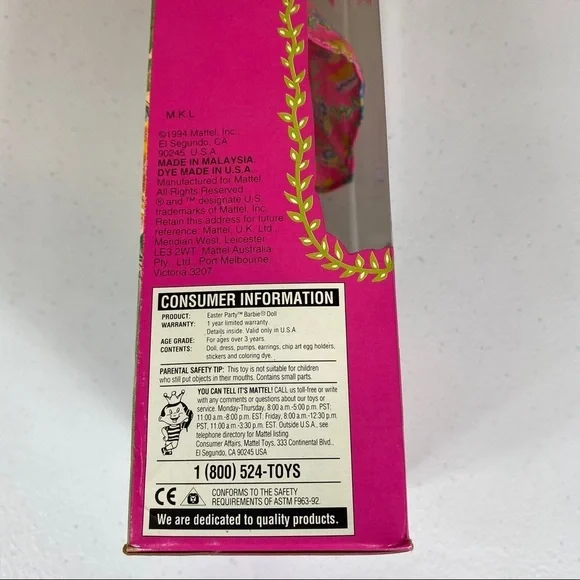 M.K.L
©1994 Mattel, Inc.
El Segundo, CA
90245 U.S.A.
MADE IN MALAYSIA
DYE MADE IN U.S.A.
Manufactured for Mattel.
All Rights Reserved.
® and ™ designate U.S.
trademarks of Mattel, Inc.
Retain this address for future
reference: Mattel, U.K. Ltd.,
Meridian West, Leicester
LE3 2WT. Mattel Australia
Pty., Ltd., Port Melbourne,
Victoria 3207.
CONSUMER INFORMATION
PRODUCT: Easter Party™ Barbie® Doll
WARRANTY: 1 year limited warranty.
Details inside. Valid only in U.S.A.
AGE GRADE: For ages over 3 years.
CONTENTS: Doll, dress, pumps, earrings, chip art egg holders,
stickers and coloring dye.
PARENTAL SAFETY TIP: This toy is not suitable for children
who still put objects in their mouths. Contains small parts.
YOU CAN TELL IT'S MATTEL! CALL us toll-free or write
with any comments or questions about our toys or
service. Monday-Thursday, 8:00 a.m.-5:00 p.m. PST;
11:00 a.m.-8:00 p.m. EST: Friday, 8:00 a.m.-12:30 p.m.
PST, 11:00 a.m.-3:30 p.m. EST. Outside U.S.A., see
telephone directory for Mattel listing.
Consumer Affairs, Mattel Toys, 333 Continental Blvd.,
El Segundo, CA 90245 USA
1 (800) 524-TOYS
CE CONFORMS TO THE SAFETY
REQUIREMENTS OF ASTM F963-92.
We are dedicated to quality products.